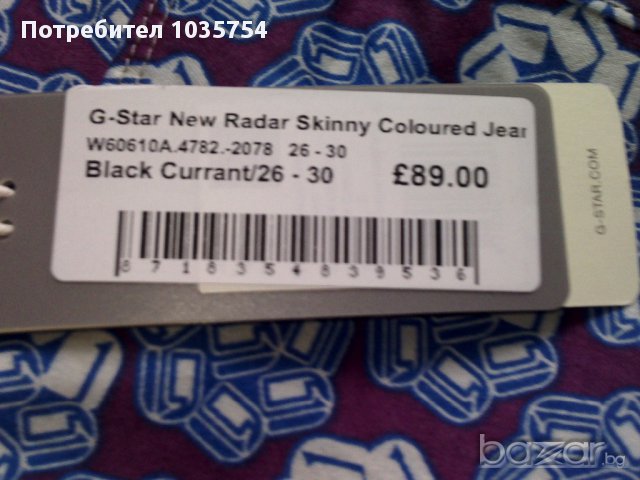 Потребител 1035754
G-Star New Radar Skinny Coloured Jean
W60610A.4782.-2078 26 - 30
Black Currant/26 - 30 £89.00
8718354839536
G-STAR.COM
bazar.bg